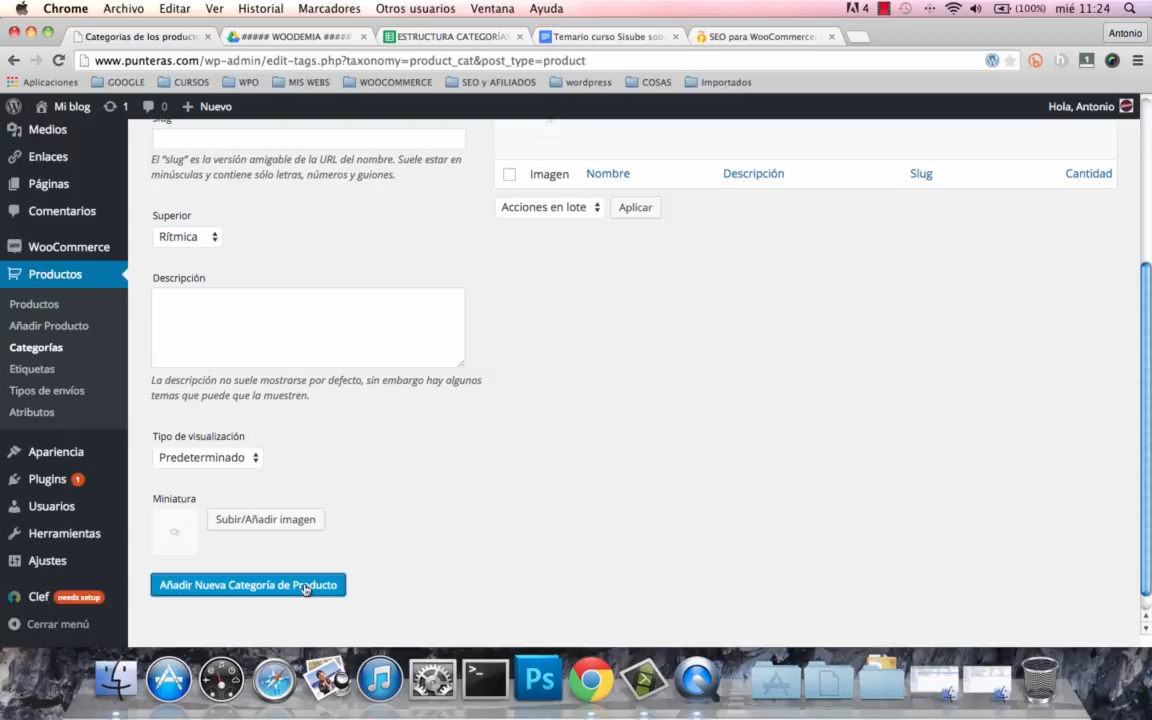 Chrome Archivo Editar Ver Historial Marcadores Otros usuarios Ventana Ayuda 4 (100%) mié 11:24
Categorías de los product × ##### WOODEMIA ##### × ESTRUCTURA CATEGORÍAS × Temario curso Sisube sob × SEO para WooCommerce: × Antonio
www.punteras.com/wp-admin/edit-tags.php?taxonomy=product_cat&post_type=product
Aplicaciones GOOGLE CURSOS WPO MIS WEBS WOOCOMMERCE SEO y AFILIADOS wordpress COSAS Importados
Mi blog 1 0 + Nuevo Hola, Antonio
Medios
Enlaces
Páginas
Comentarios
WooCommerce
Productos
Productos
Añadir Producto
Categorías
Etiquetas
Tipos de envíos
Atributos
Apariencia
Plugins 1
Usuarios
Herramientas
Ajustes
Clef needs setup
Cerrar menú
Slug
El "slug" es la versión amigable de la URL del nombre. Suele estar en
minúsculas y contiene sólo letras, números y guiones.
Superior
Rítmica
Descripción
La descripción no suele mostrarse por defecto, sin embargo hay algunos
temas que puede que la muestren.
Tipo de visualización
Predeterminado
Miniatura
Subir/Añadir imagen
Añadir Nueva Categoría de Producto
Imagen Nombre Descripción Slug Cantidad
Acciones en lote Aplicar
Ps